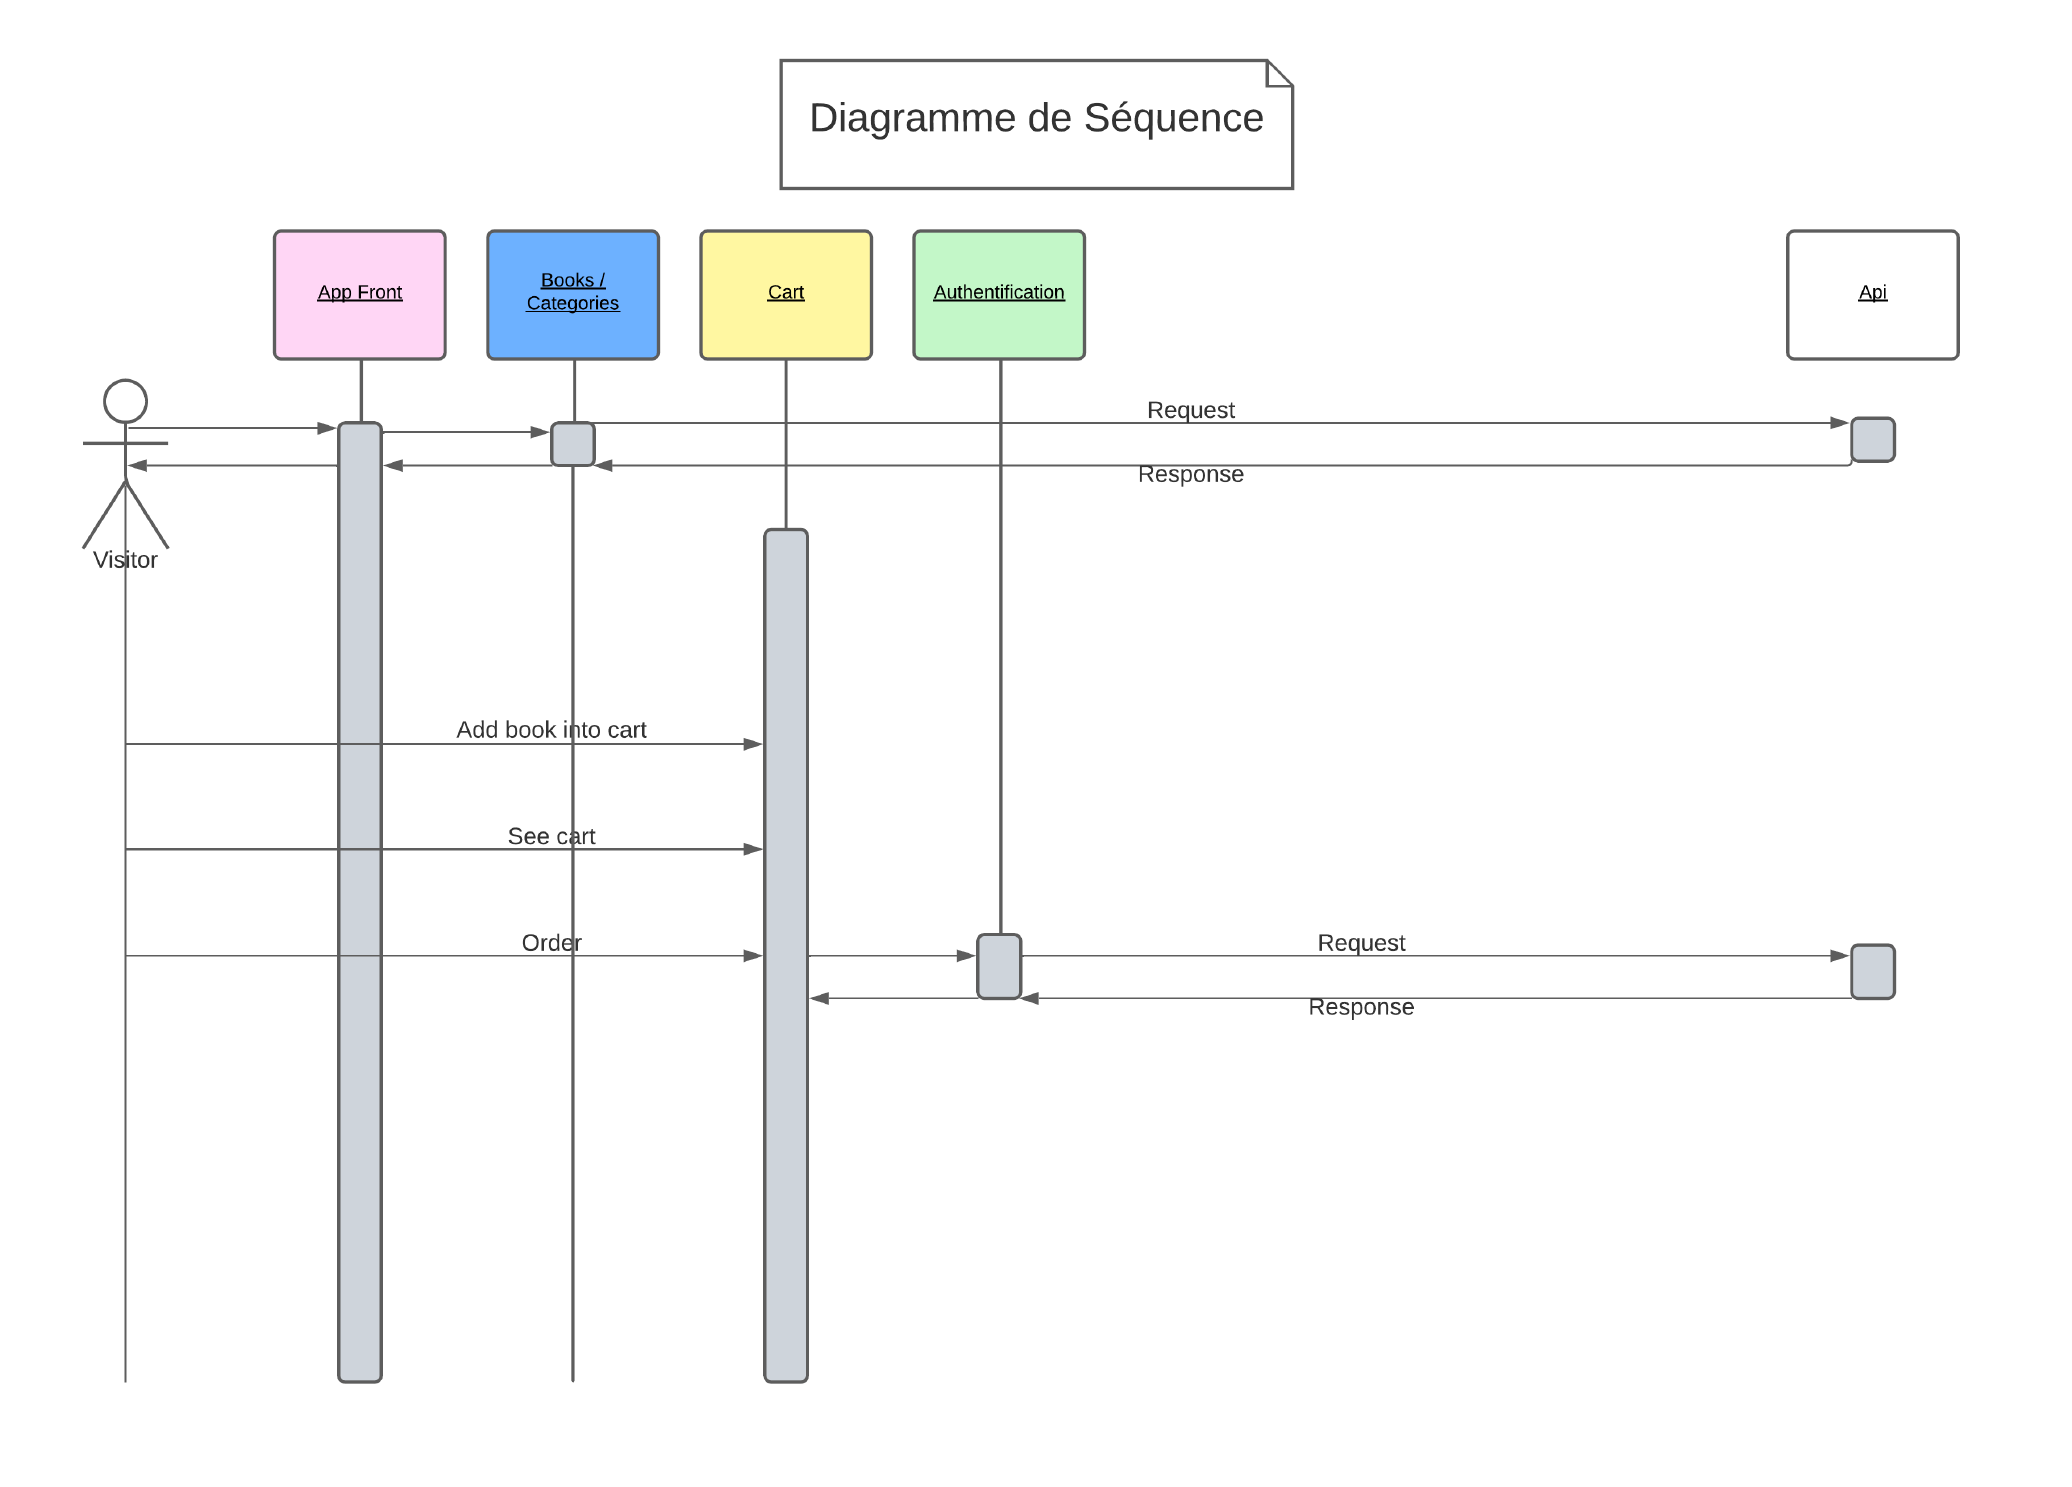 Diagramme de Séquence
App Front
Books /
Categories
Cart
Authentification
Api
Request
Response
Visitor
Add book into cart
See cart
Order
Request
Response